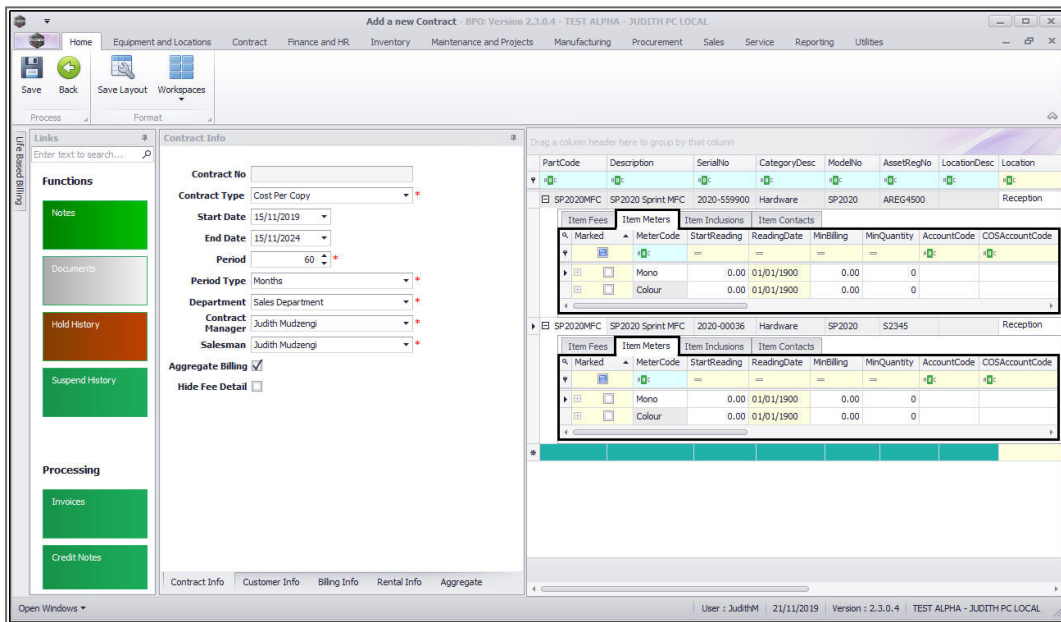 Add a new Contract - BPO: Version 2.3.0.4 - TEST ALPHA - JUDITH PC LOCAL
Home Equipment and Locations Contract Finance and HR Inventory Maintenance and Projects Manufacturing Procurement Sales Service Reporting Utilities
Save Back Save Layout Workspaces
Process Format
Life Based Billing
Links
Enter text to search...
Functions
Notes
Documents
Hold History
Suspend History
Processing
Invoices
Credit Notes
Contract Info
Contract No
Contract Type Cost Per Copy *
Start Date 15/11/2019
End Date 15/11/2024
Period 60 *
Period Type Months *
Department Sales Department *
Contract Manager Judith Mudzengi *
Salesman Judith Mudzengi *
Aggregate Billing
Hide Fee Detail
Contract Info Customer Info Billing Info Rental Info Aggregate
Drag a column header here to group by that column
PartCode Description SerialNo CategoryDesc ModelNo AssetRegNo LocationDesc Location
SP2020MFC SP2020 Sprint MFC 2020-559900 Hardware SP2020 AREG4500 Reception
Item Fees Item Meters Item Inclusions Item Contacts
Marked MeterCode StartReading ReadingDate MinBilling MinQuantity AccountCode COSAccountCode
= = = =
Mono 0.00 01/01/1900 0.00 0
Colour 0.00 01/01/1900 0.00 0
SP2020MFC SP2020 Sprint MFC 2020-00036 Hardware SP2020 S2345 Reception
Item Fees Item Meters Item Inclusions Item Contacts
Marked MeterCode StartReading ReadingDate MinBilling MinQuantity AccountCode COSAccountCode
= = = =
Mono 0.00 01/01/1900 0.00 0
Colour 0.00 01/01/1900 0.00 0
Open Windows User : JudithM 21/11/2019 Version : 2.3.0.4 TEST ALPHA - JUDITH PC LOCAL